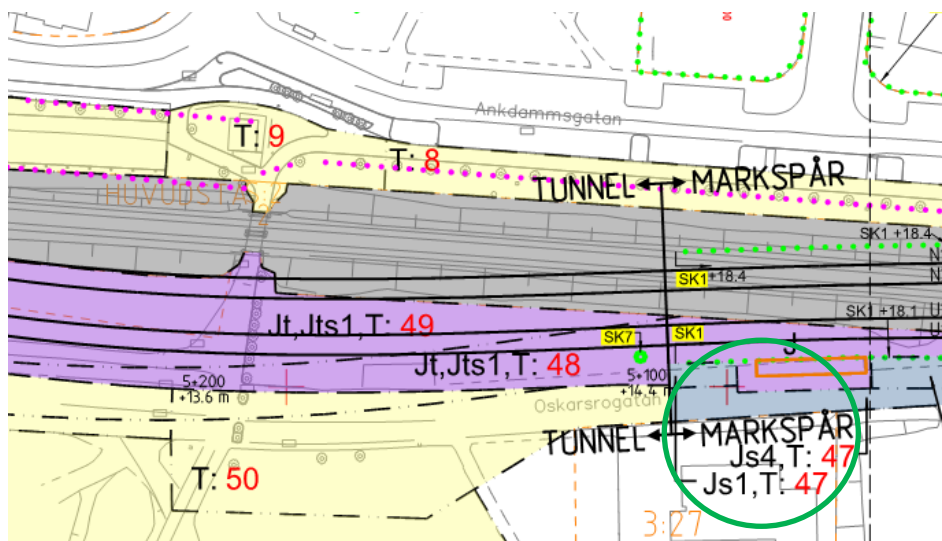 Ankdammsgatan
T: 9
T: 8
TUNNEL MARKSPÅR
HUVUDSTA
SK1 +18.4
N
SK1 +18.4
N
SK1 +18.1
U
Jt,Jts1,T: 49
SK7
SK1
U
J
Jt,Jts1,T: 48
5+200
+13.6 m
5+100
+14.4 m
Oskarsrogatan
TUNNEL MARKSPÅR
Js4,T: 47
T: 50
Js1,T: 47
3:27